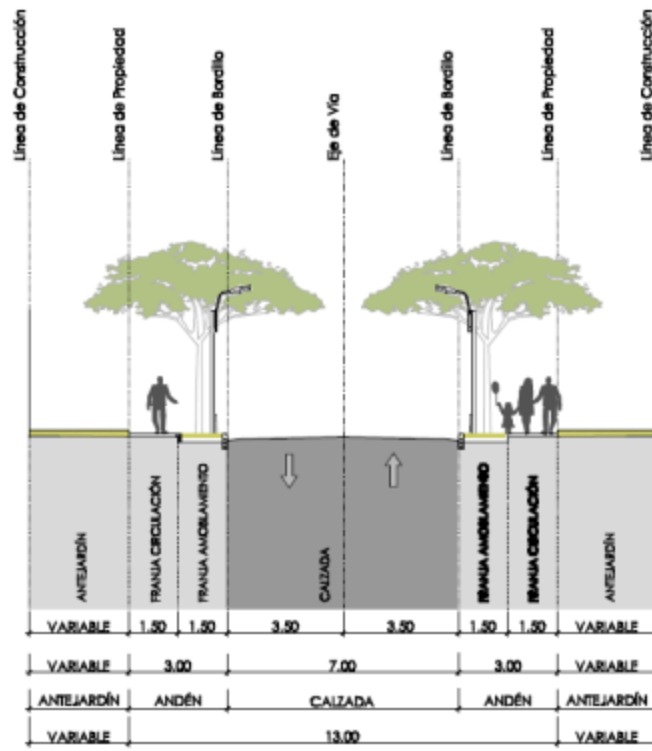 Línea de Construcción
Línea de Propiedad
Línea de Bordillo
Eje de Vía
Línea de Bordillo
Línea de Propiedad
Línea de Construcción
ANTEJARDÍN
FRANJA CIRCULACIÓN
FRANJA AMOBLAMIENTO
CALZADA
FRANJA AMOBLAMIENTO
FRANJA CIRCULACIÓN
ANTEJARDÍN
VARIABLE 1.50 1.50 3.50 3.50 1.50 1.50 VARIABLE
VARIABLE 3.00 7.00 3.00 VARIABLE
ANTEJARDÍN ANDÉN CALZADA ANDÉN ANTEJARDÍN
VARIABLE 13.00 VARIABLE